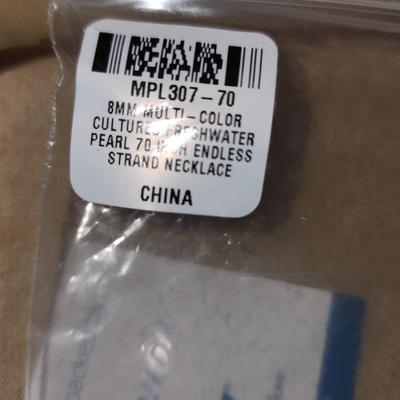 MPL307-70
8MM MULTI-COLOR
CULTURED FRESHWATER
PEARL 70 INCH ENDLESS
STRAND NECKLACE
CHINA